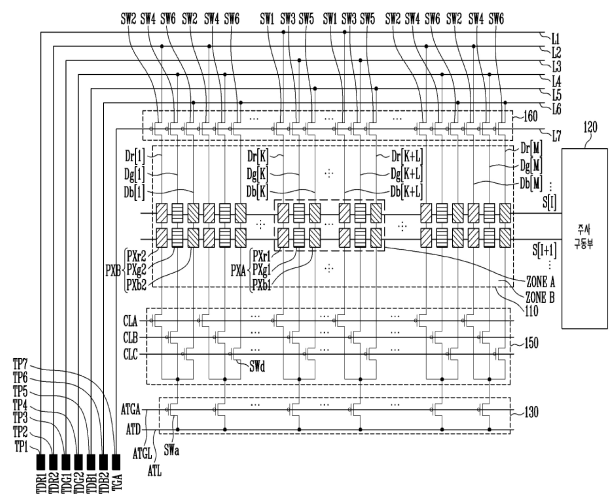 SW2 SW4 SW6 SW2 SW4 SW6 SW1 SW3 SW5 SW1 SW3 SW5 SW2 SW4 SW6 SW2 SW4 SW6
L1
L2
L3
L4
L5
L6
160
L7
120
Dr[1] Dr[K] Dr[K+L] Dr[M]
Dg[1] Dg[K] Dg[K+L] Dg[M]
Db[1] Db[K] Db[K+L] Db[M]
S[I]
주사
구동부
S[I+1]
PXB PXr2 PXg2 PXb2
PXA PXr1 PXg1 PXb1
ZONE A
ZONE B
110
CLA
CLB
CLC
150
SWd
TP7
TP6
TP5
TP4
TP3
TP2
TP1
ATGA
ATD
130
ATGL
ATL
SWa
TDR1
TDR2
TDG1
TDG2
TDB1
TDB2
TGA